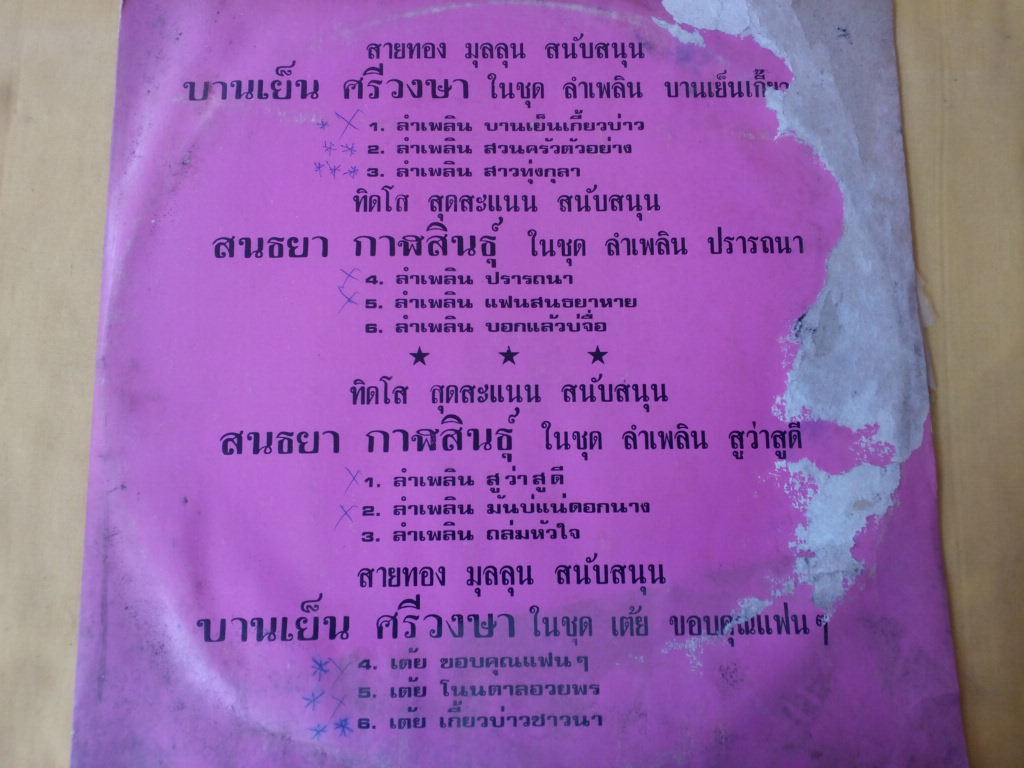 สายทอง มุลลุน สนับสนุน
บานเย็น ศรีวงษา ในชุด ลำเพลิน บานเย็นเกี้ยว
1. ลำเพลิน บานเย็นเกี้ยวบ่าว
2. ลำเพลิน สวนครัวตัวอย่าง
3. ลำเพลิน สาวทุ่งกุลา
ทิดโส สุดสะแนน สนับสนุน
สนธยา กาฬสินธุ์ ในชุด ลำเพลิน ปรารถนา
4. ลำเพลิน ปรารถนา
5. ลำเพลิน แฟนสนธยาหาย
6. ลำเพลิน บอกแล้วบ่จื่อ
★ ★ ★
ทิดโส สุดสะแนน สนับสนุน
สนธยา กาฬสินธุ์ ในชุด ลำเพลิน สูว่าสูดี
1. ลำเพลิน สูว่าสูดี
2. ลำเพลิน มันบ่แน่ดอกนาง
3. ลำเพลิน ถล่มหัวใจ
สายทอง มุลลุน สนับสนุน
บานเย็น ศรีวงษา ในชุด เต้ย ขอบคุณแฟนๆ
4. เต้ย ขอบคุณแฟนๆ
5. เต้ย โนนตาลอวยพร
6. เต้ย เกี้ยวบ่าวชาวนา